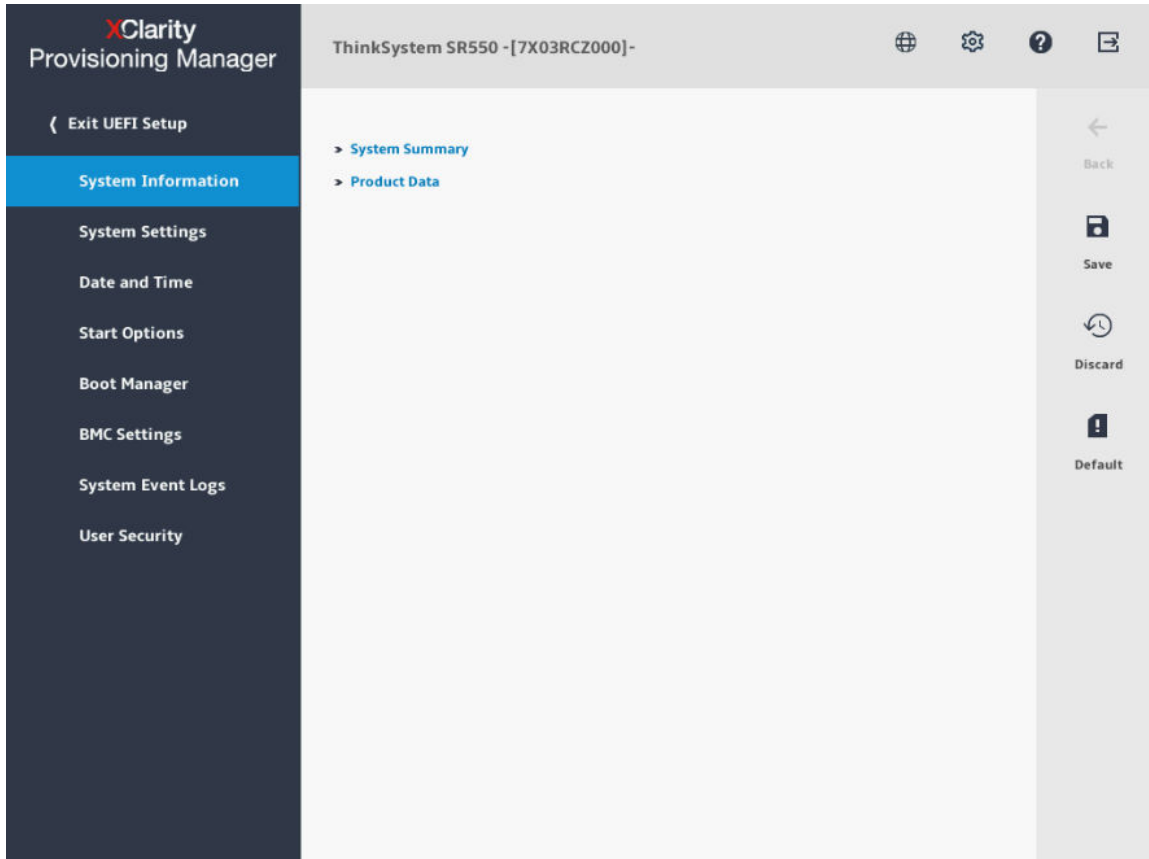 XClarity
Provisioning Manager
ThinkSystem SR550 -[7X03RCZ000]-
Exit UEFI Setup
System Information
System Settings
Date and Time
Start Options
Boot Manager
BMC Settings
System Event Logs
User Security
System Summary
Product Data
Back
Save
Discard
Default